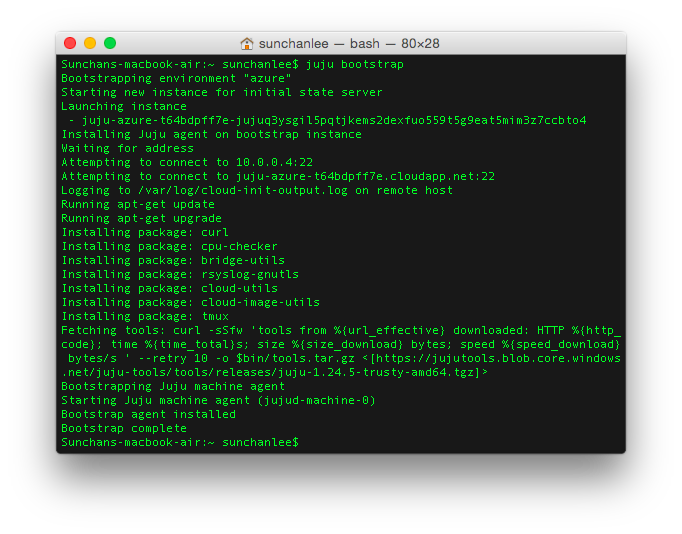 sunchanlee — bash — 80×28
Sunchans-macbook-air:~ sunchanlee$ juju bootstrap
Bootstrapping environment "azure"
Starting new instance for initial state server
Launching instance
 - juju-azure-t64bdpff7e-jujuq3ysgil5pqtjkems2dexfuo559t5g9eat5mim3z7ccbto4
Installing Juju agent on bootstrap instance
Waiting for address
Attempting to connect to 10.0.0.4:22
Attempting to connect to juju-azure-t64bdpff7e.cloudapp.net:22
Logging to /var/log/cloud-init-output.log on remote host
Running apt-get update
Running apt-get upgrade
Installing package: curl
Installing package: cpu-checker
Installing package: bridge-utils
Installing package: rsyslog-gnutls
Installing package: cloud-utils
Installing package: cloud-image-utils
Installing package: tmux
Fetching tools: curl -sSfw 'tools from %{url_effective} downloaded: HTTP %{http_
code}; time %{time_total}s; size %{size_download} bytes; speed %{speed_download}
 bytes/s ' --retry 10 -o $bin/tools.tar.gz <[https://jujutools.blob.core.windows
.net/juju-tools/tools/releases/juju-1.24.5-trusty-amd64.tgz]>
Bootstrapping Juju machine agent
Starting Juju machine agent (jujud-machine-0)
Bootstrap agent installed
Bootstrap complete
Sunchans-macbook-air:~ sunchanlee$